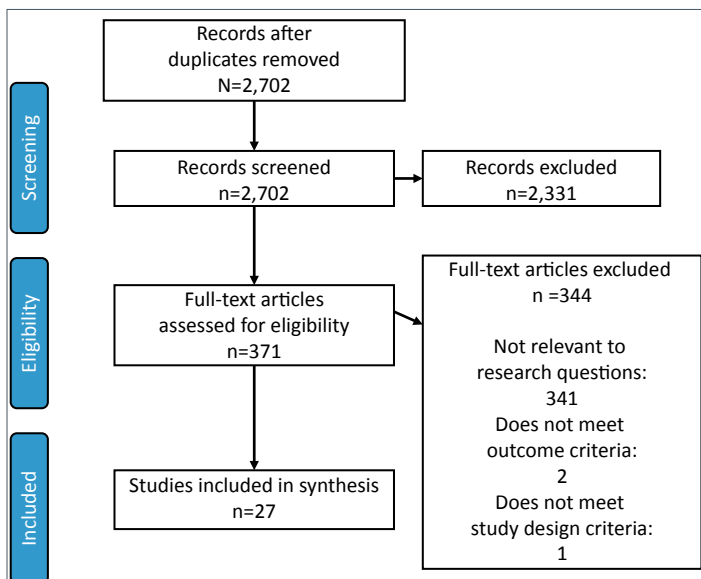 Records after
duplicates removed
N=2,702
Screening
Records screened
n=2,702
Records excluded
n=2,331
Eligibility
Full-text articles
assessed for eligibility
n=371
Full-text articles excluded
n =344
Not relevant to
research questions:
341
Does not meet
outcome criteria:
2
Does not meet
study design criteria:
1
Included
Studies included in synthesis
n=27